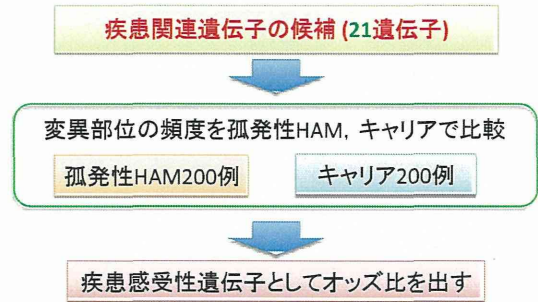 疾患関連遺伝子の候補 (21遺伝子)
変異部位の頻度を孤発性HAM, キャリアで比較
孤発性HAM200例
キャリア200例
疾患感受性遺伝子としてオッズ比を出す